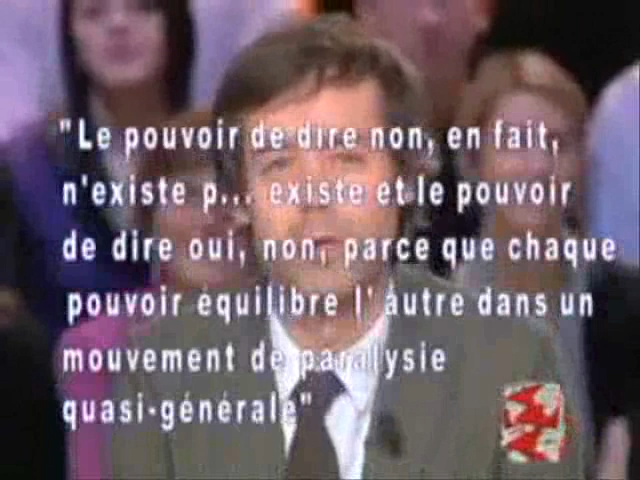 "Le pouvoir de dire non, en fait,
n'existe p... existe et le pouvoir
de dire oui, non, parce que chaque
pouvoir équilibre l'autre dans un
mouvement de paralysie
quasi-générale"